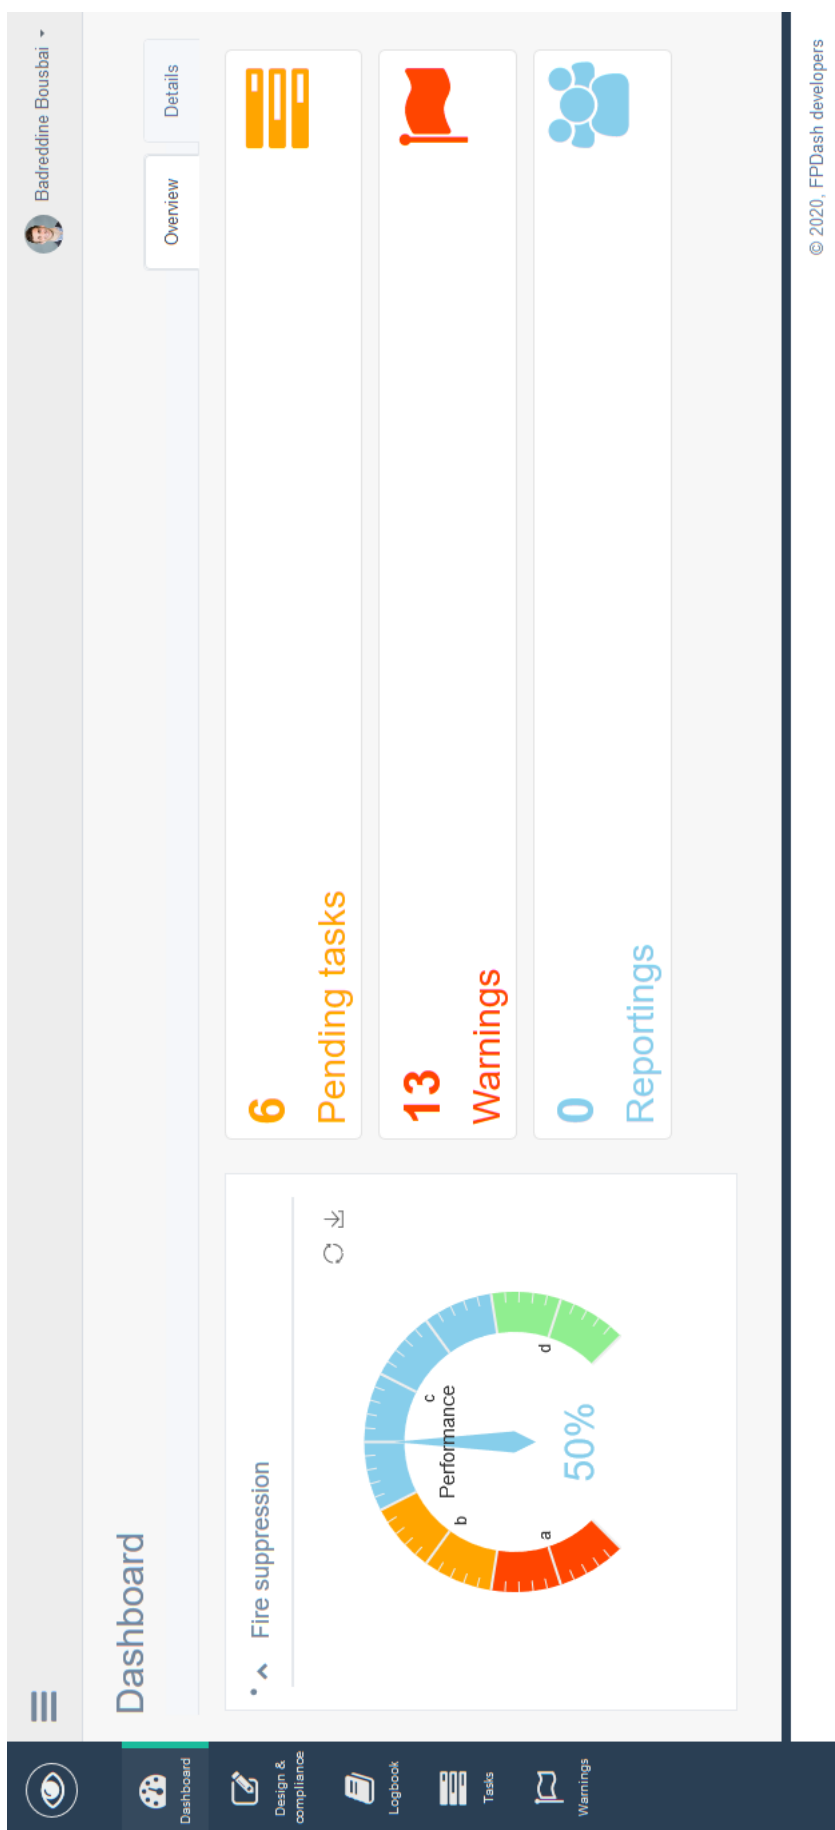 Badreddine Bousbai
Dashboard
Overview
Details
Dashboard
Design &
compliance
Logbook
Tasks
Warnings
Fire suppression
a
b
c
d
Performance
50%
6
Pending tasks
13
Warnings
0
Reportings
© 2020, FPDash developers